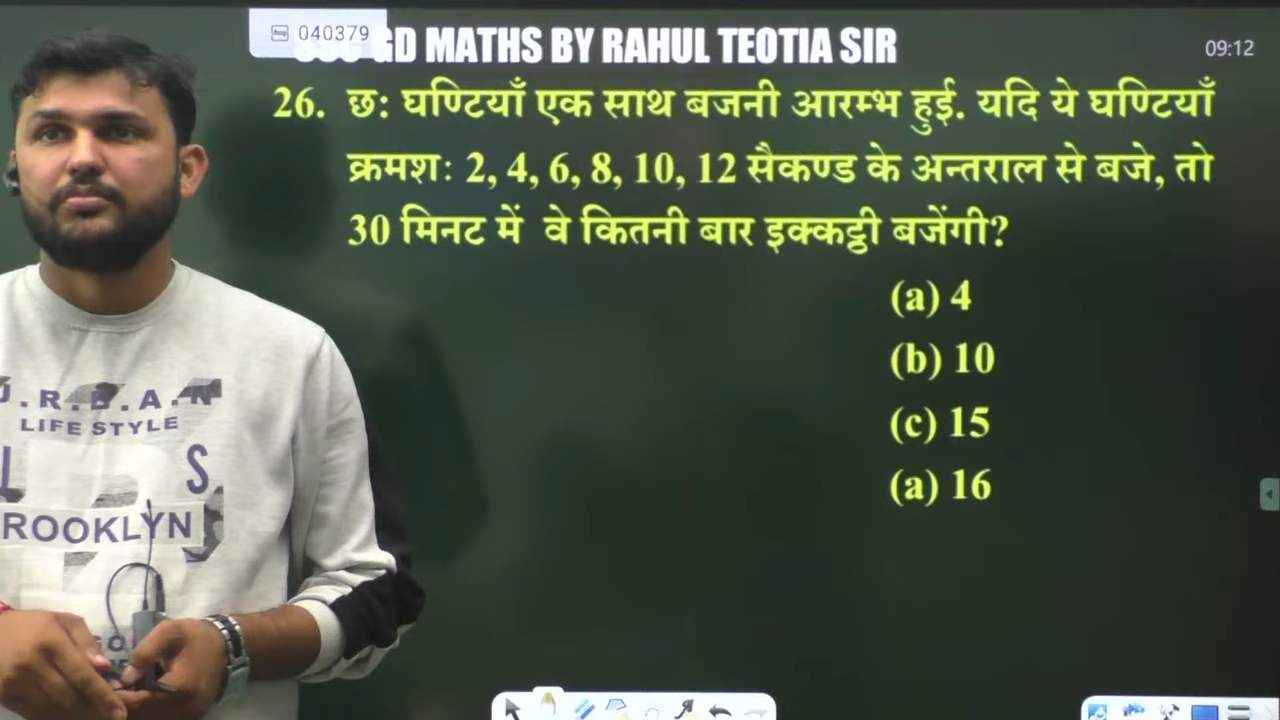 040379
GD MATHS BY RAHUL TEOTIA SIR
09:12
26. छ: घण्टियाँ एक साथ बजनी आरम्भ हुई. यदि ये घण्टियाँ
क्रमश: 2, 4, 6, 8, 10, 12 सैकण्ड के अन्तराल से बजे, तो
30 मिनट में वे कितनी बार इक्कट्ठी बजेंगी?
(a) 4
(b) 10
(c) 15
(a) 16
U.R.B.A.N
LIFE STYLE
S
ROOKLYN